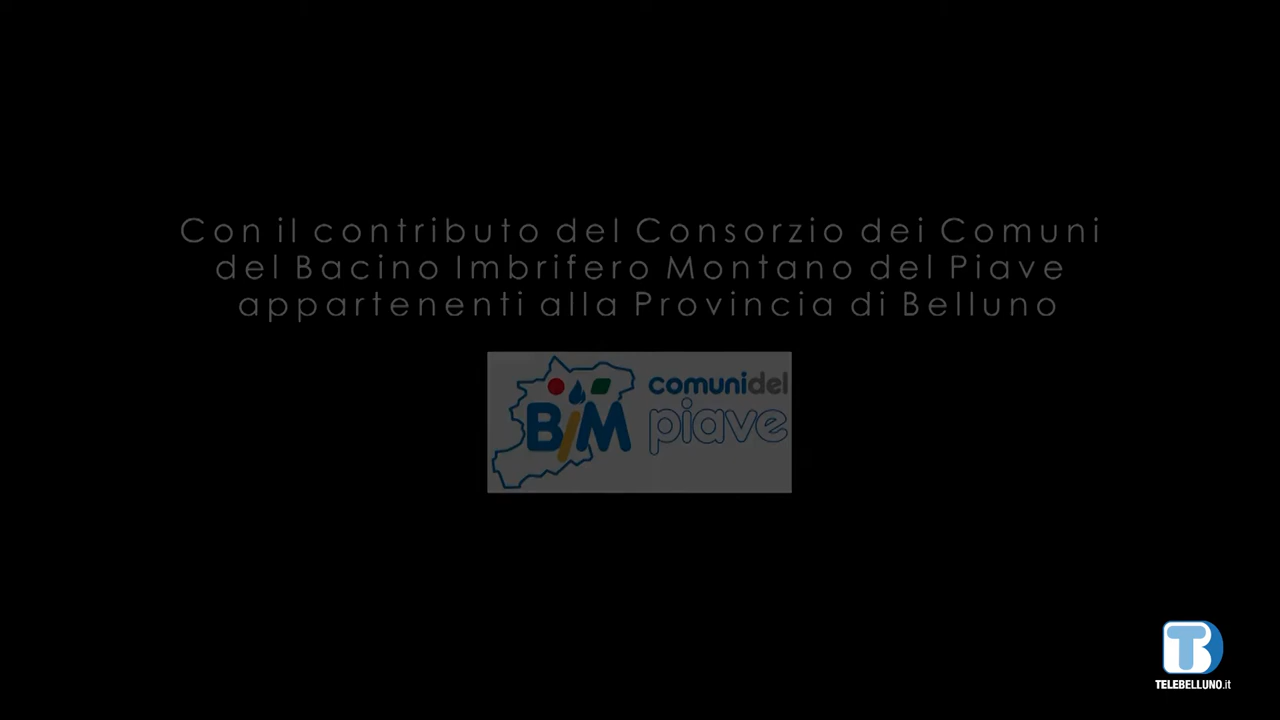 Con il contributo del Consorzio dei Comuni
del Bacino Imbrifero Montano del Piave
appartenenti alla Provincia di Belluno
BiM
comunidel
piave
TB
TELEBELLUNO.it